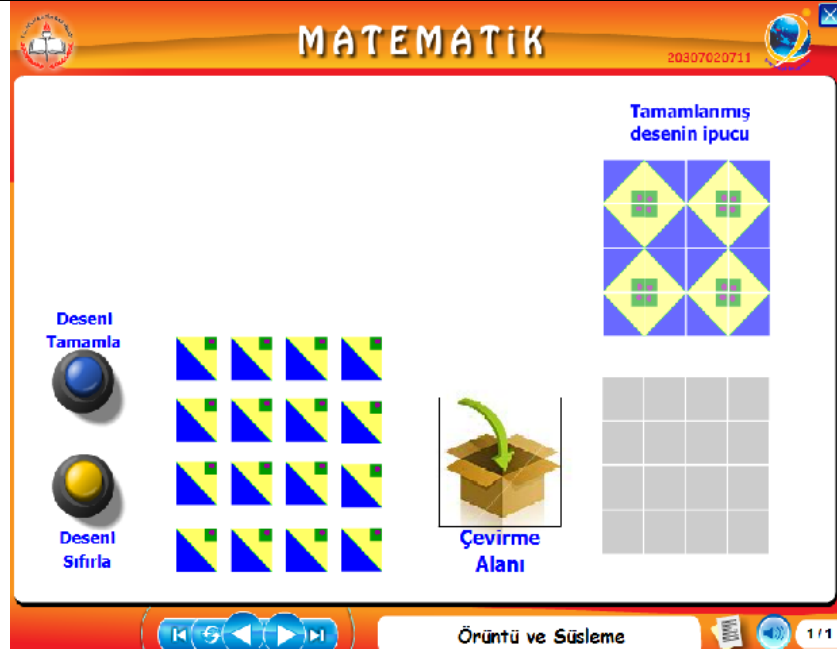 MATEMATİK
20307020711
Tamamlanmış
desenin ipucu
Deseni
Tamamla
Deseni
Sıfırla
Çevirme
Alanı
Örüntü ve Süsleme
1/1